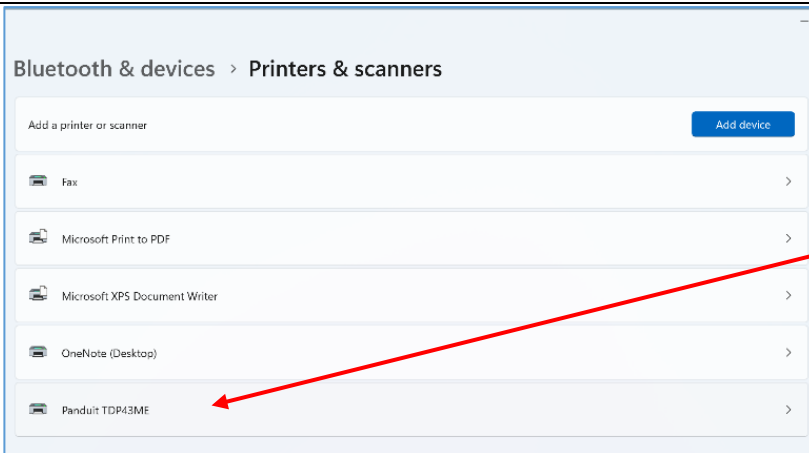 Bluetooth & devices > Printers & scanners
Add a printer or scanner
Add device
Fax
Microsoft Print to PDF
Microsoft XPS Document Writer
OneNote (Desktop)
Panduit TDP43ME